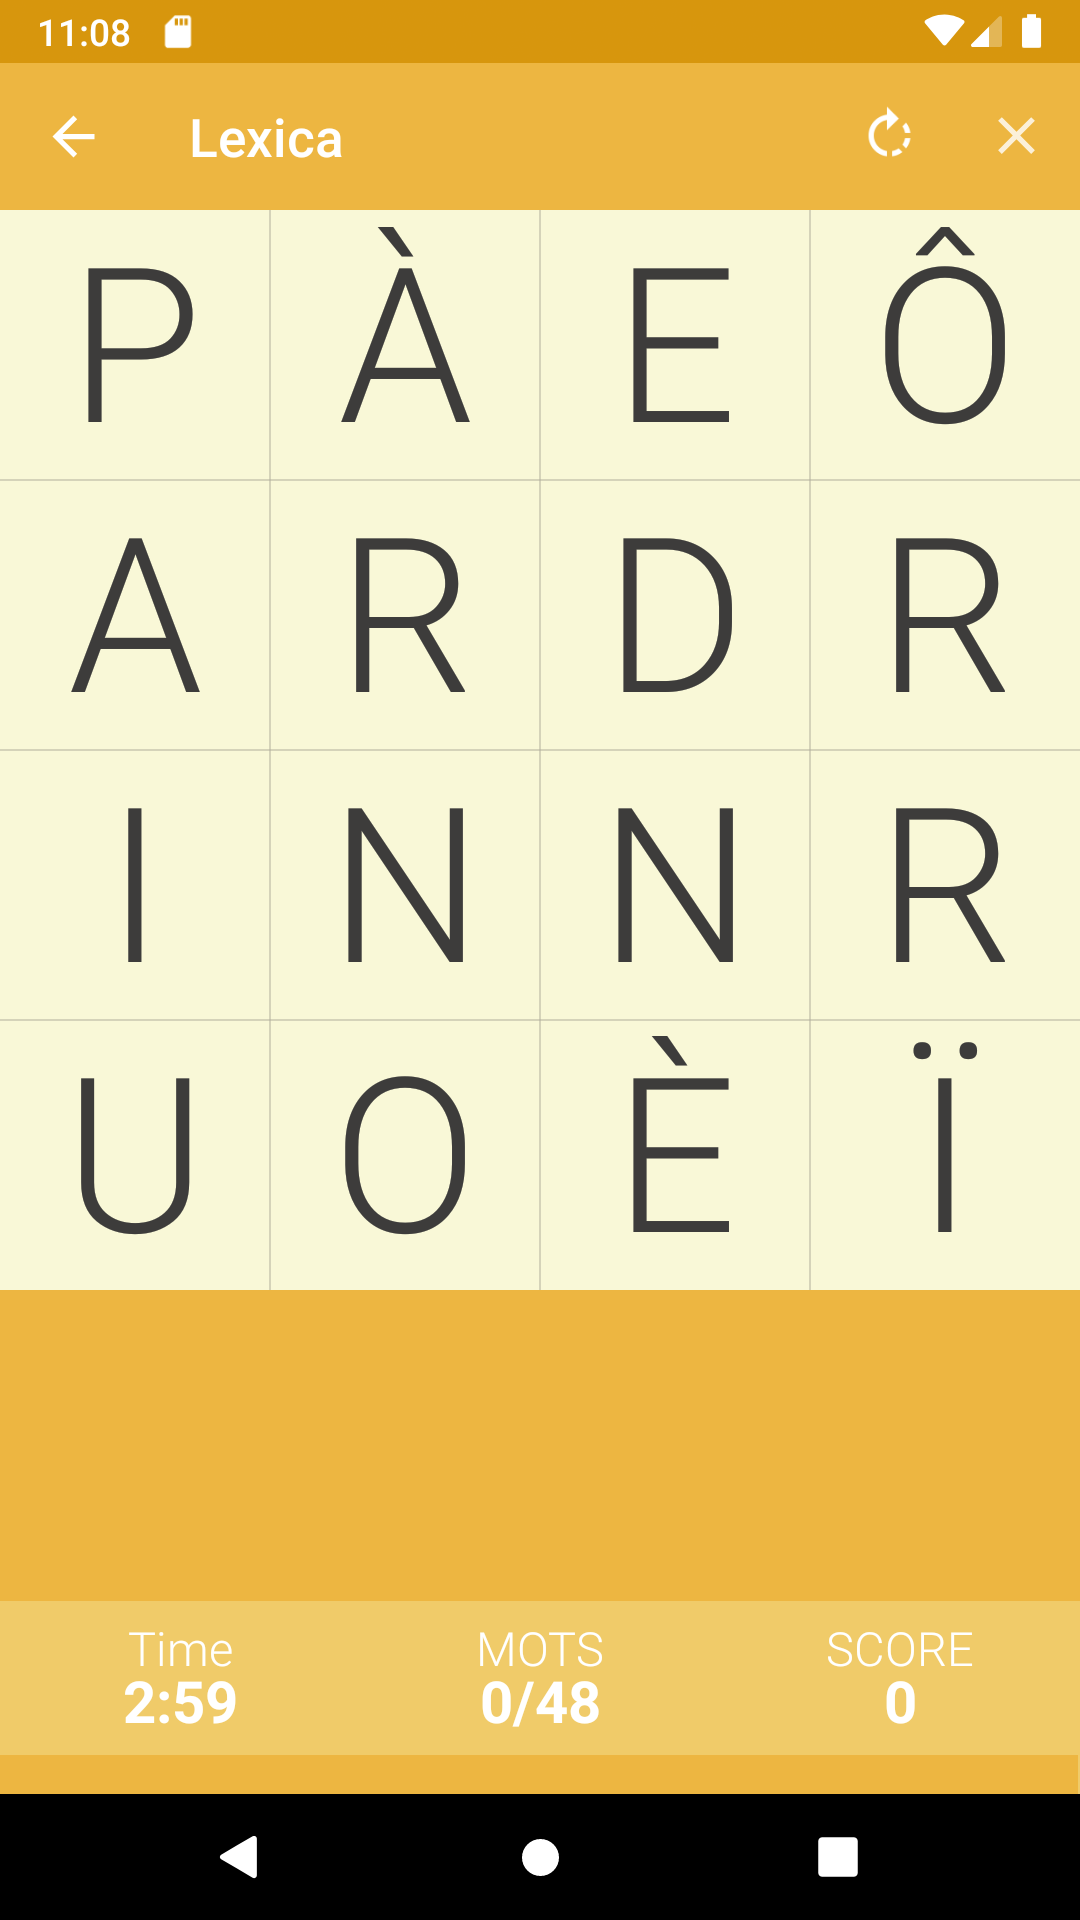 11:08
Lexica
P À E Ô
A R D R
I N N R
U O È Ï
Time MOTS SCORE
2:59 0/48 0